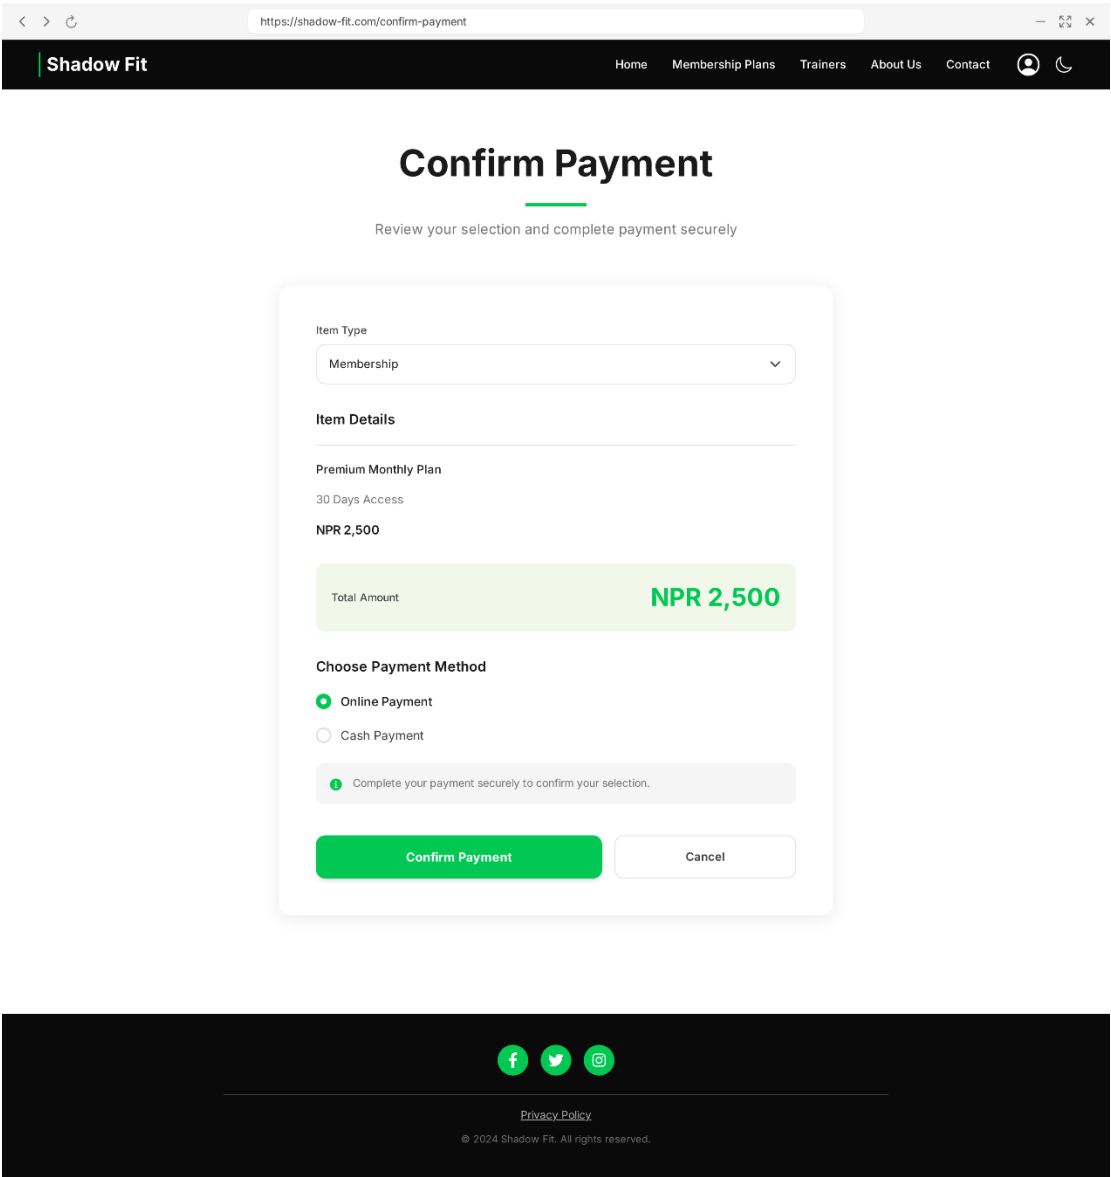 https://shadow-fit.com/confirm-payment
Shadow Fit
Home Membership Plans Trainers About Us Contact
Confirm Payment
Review your selection and complete payment securely
Item Type
Membership
Item Details
Premium Monthly Plan
30 Days Access
NPR 2,500
Total Amount NPR 2,500
Choose Payment Method
Online Payment
Cash Payment
Complete your payment securely to confirm your selection.
Confirm Payment Cancel
Privacy Policy
© 2024 Shadow Fit. All rights reserved.